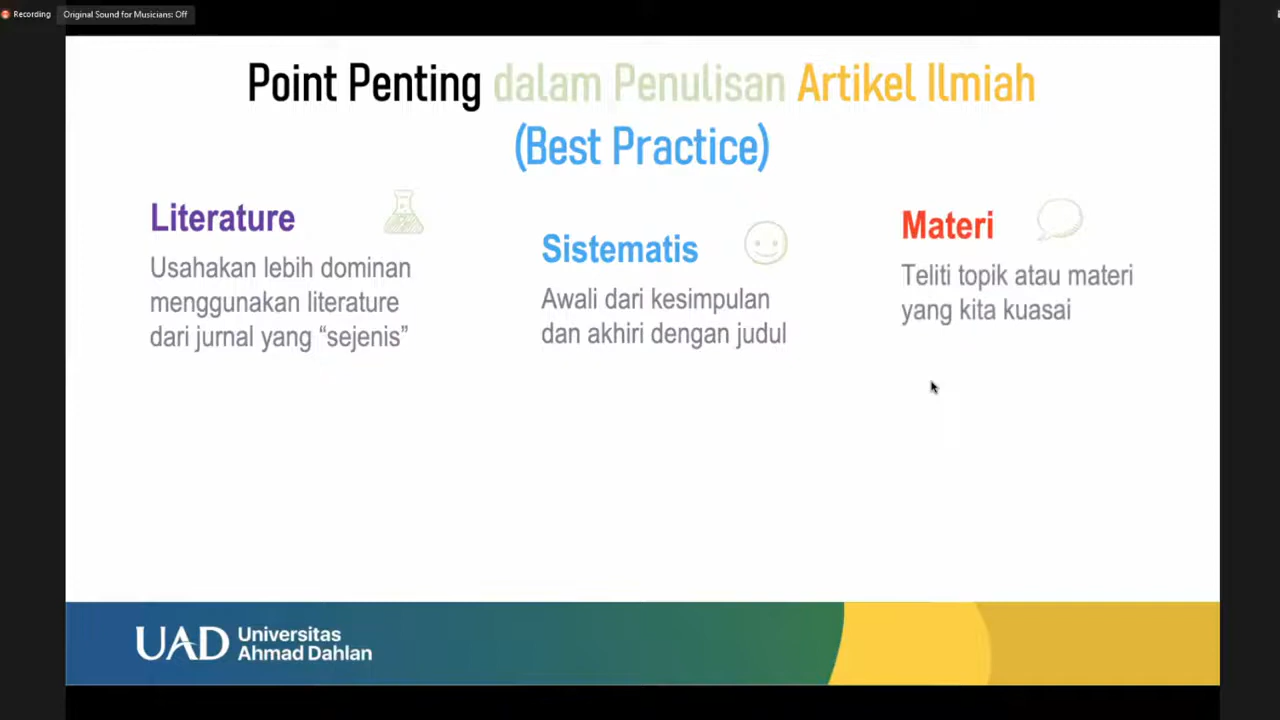 Recording
Original Sound for Musicians: Off
Point Penting dalam Penulisan Artikel Ilmiah
(Best Practice)
Literature
Usahakan lebih dominan
menggunakan literature
dari jurnal yang “sejenis”
Sistematis
Awali dari kesimpulan
dan akhiri dengan judul
Materi
Teliti topik atau materi
yang kita kuasai
UAD Universitas
Ahmad Dahlan